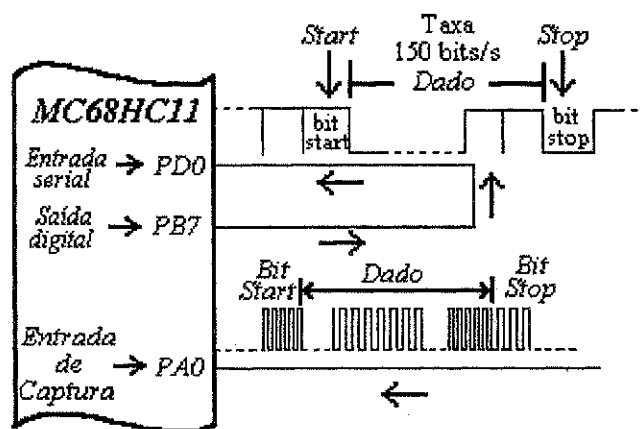 Start
Taxa
150 bits/s
Dado
Stop
MC68HC11
bit
start
bit
stop
Entrada
serial
PD0
Saída
digital
PB7
Bit
Start
Dado
Bit
Stop
Entrada
de
Captura
PA0